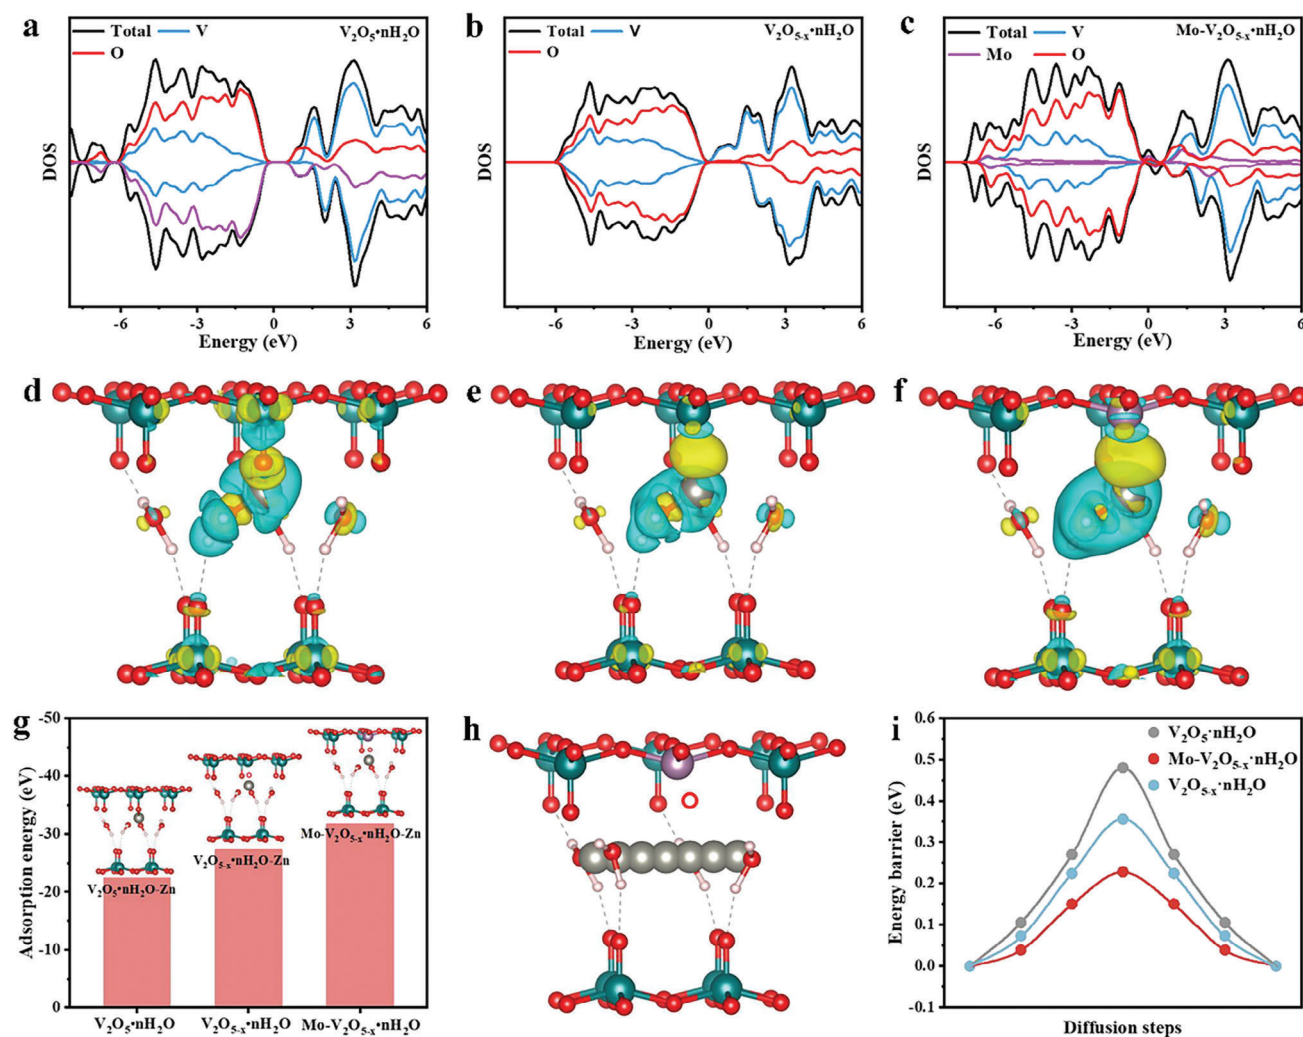 a
Total V V₂O₅•nH₂O
O
DOS
-6 -3 0 3 6
Energy (eV)
b
Total V V₂O₅₋ₓ•nH₂O
O
DOS
-6 -3 0 3 6
Energy (eV)
c
Total V Mo-V₂O₅₋ₓ•nH₂O
Mo O
DOS
-6 -3 0 3 6
Energy (eV)
d
e
f
g
Adsorption energy (eV)
-50
-40
-30
-20
-10
0
V₂O₅•nH₂O-Zn
V₂O₅₋ₓ•nH₂O-Zn
Mo-V₂O₅₋ₓ•nH₂O-Zn
V₂O₅•nH₂O V₂O₅₋ₓ•nH₂O Mo-V₂O₅₋ₓ•nH₂O
h
i
Energy barrier (eV)
0.6
0.5
0.4
0.3
0.2
0.1
0.0
-0.1
V₂O₅·nH₂O
Mo-V₂O₅₋ₓ·nH₂O
V₂O₅₋ₓ·nH₂O
Diffusion steps